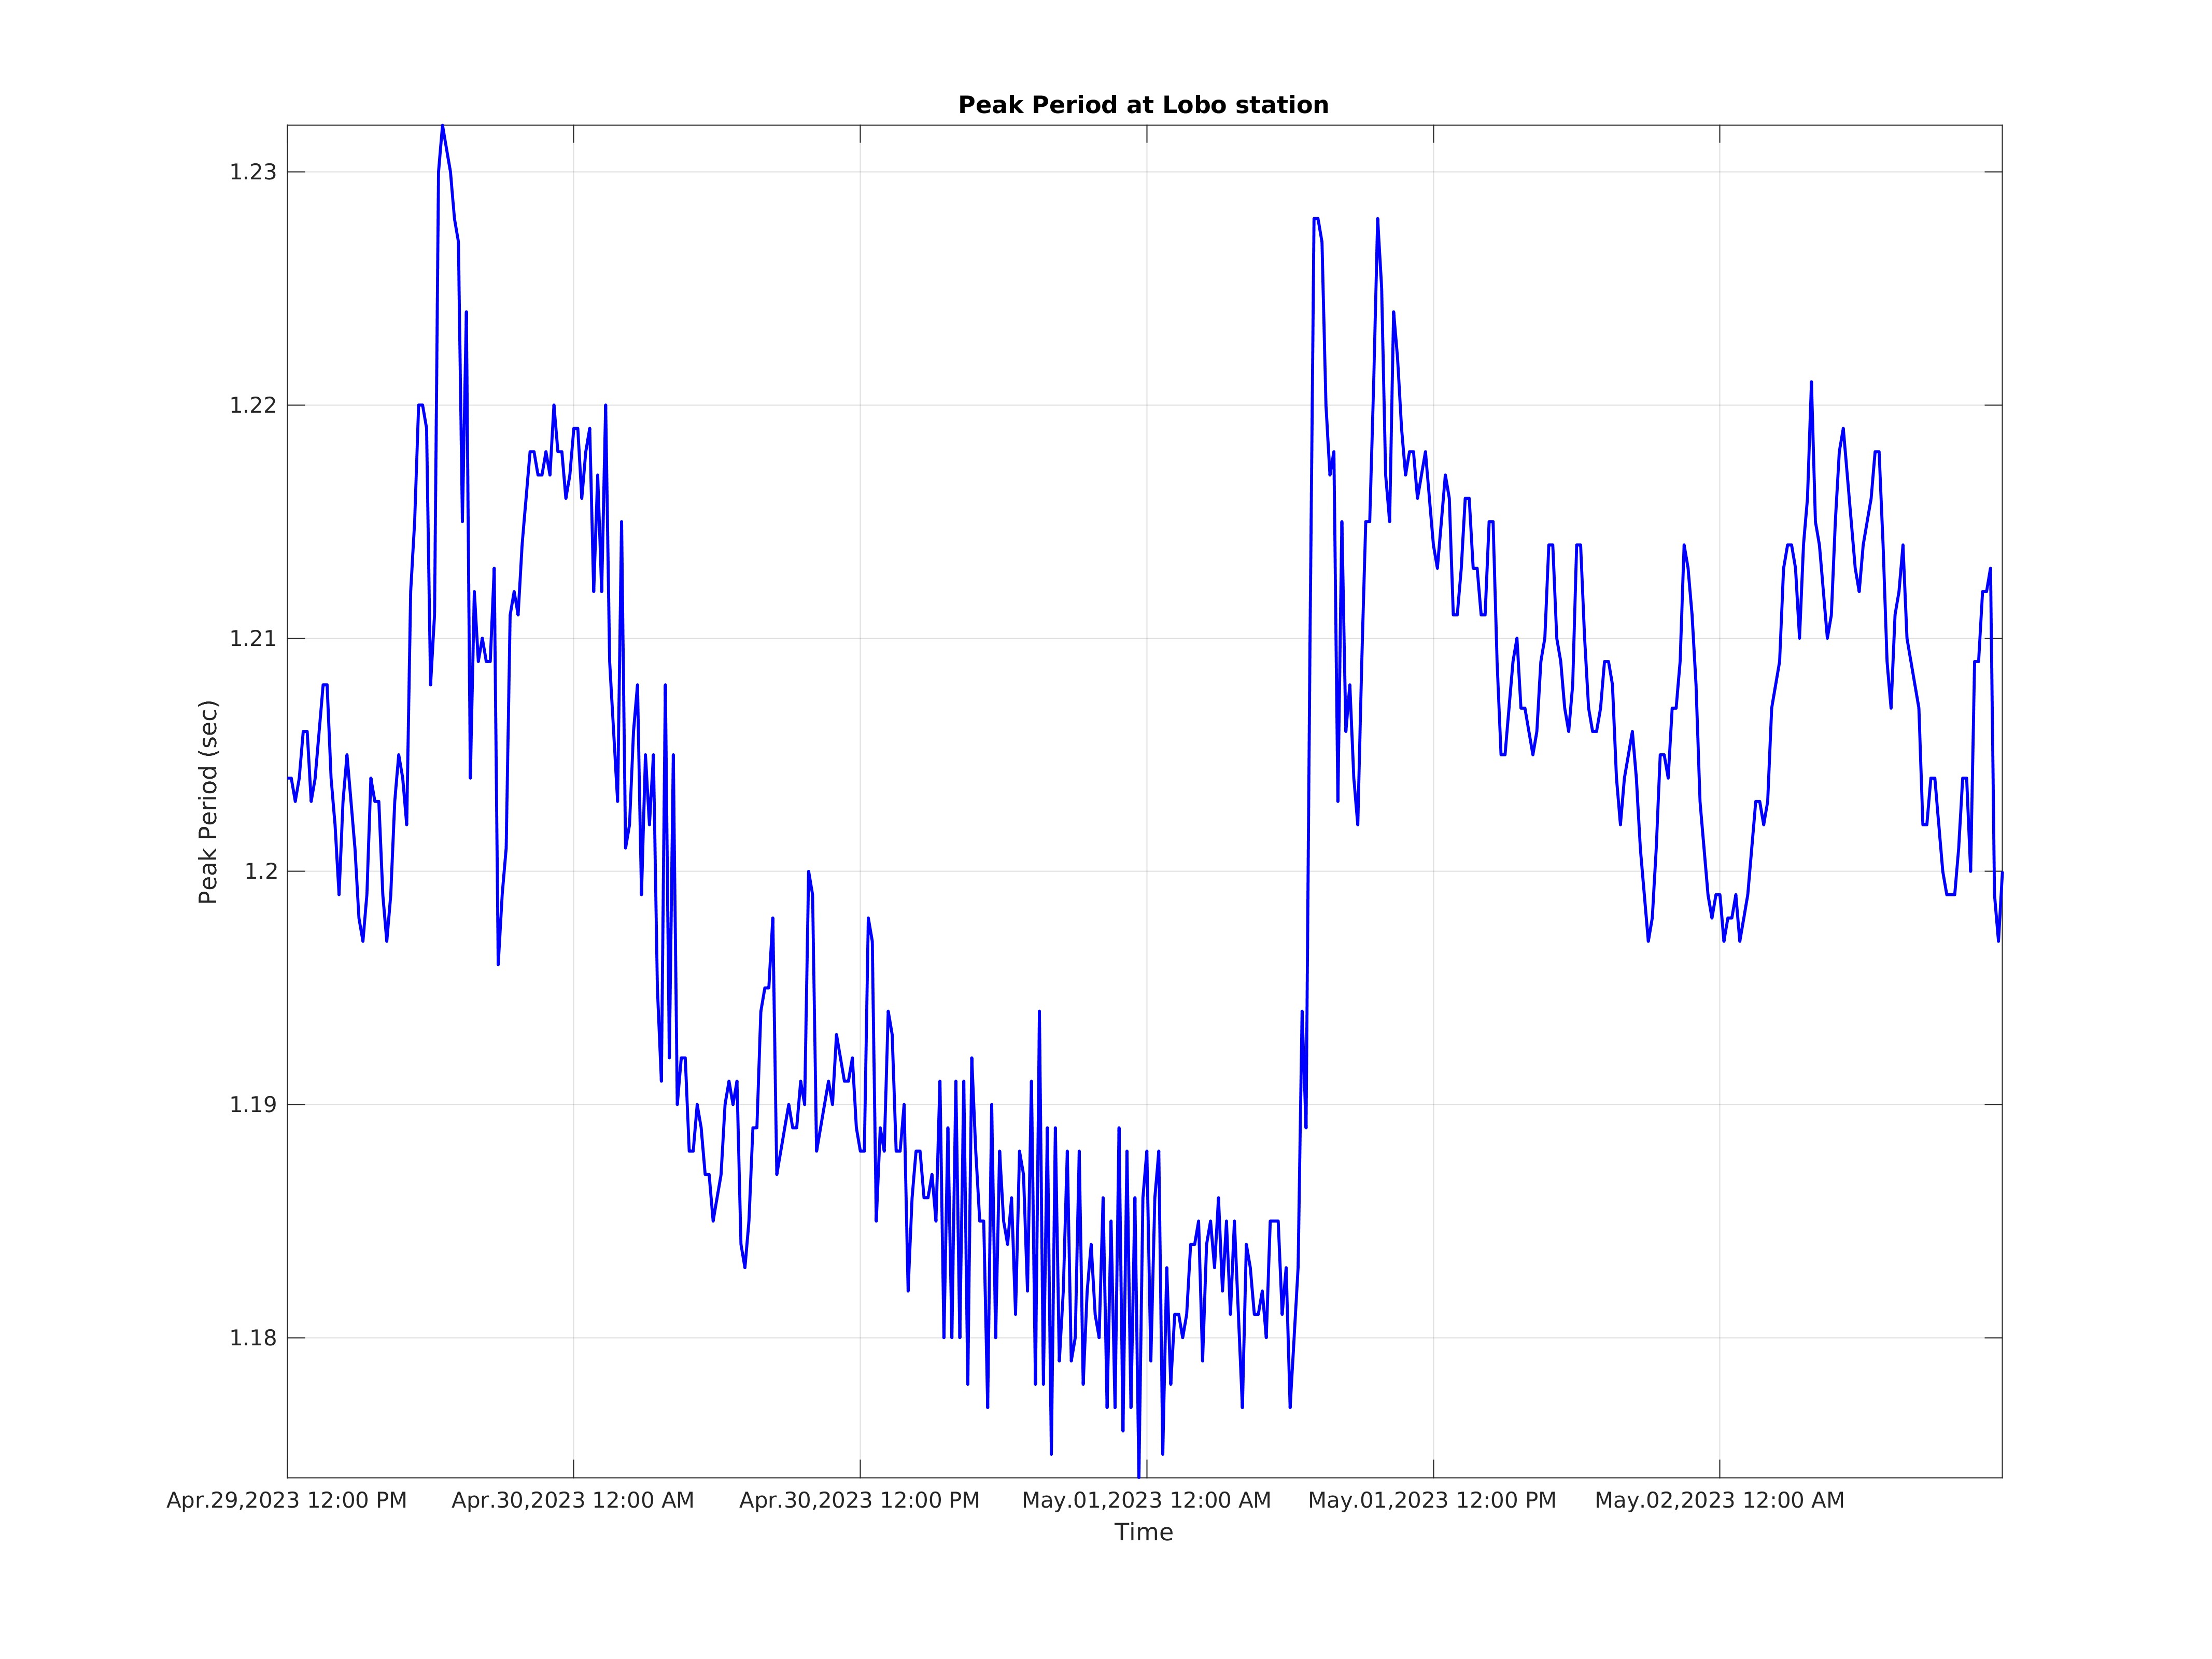 Peak Period at Lobo station
1.23
1.22
1.21
1.2
1.19
1.18
Peak Period (sec)
Apr.29,2023 12:00 PM Apr.30,2023 12:00 AM Apr.30,2023 12:00 PM May.01,2023 12:00 AM May.01,2023 12:00 PM May.02,2023 12:00 AM
Time